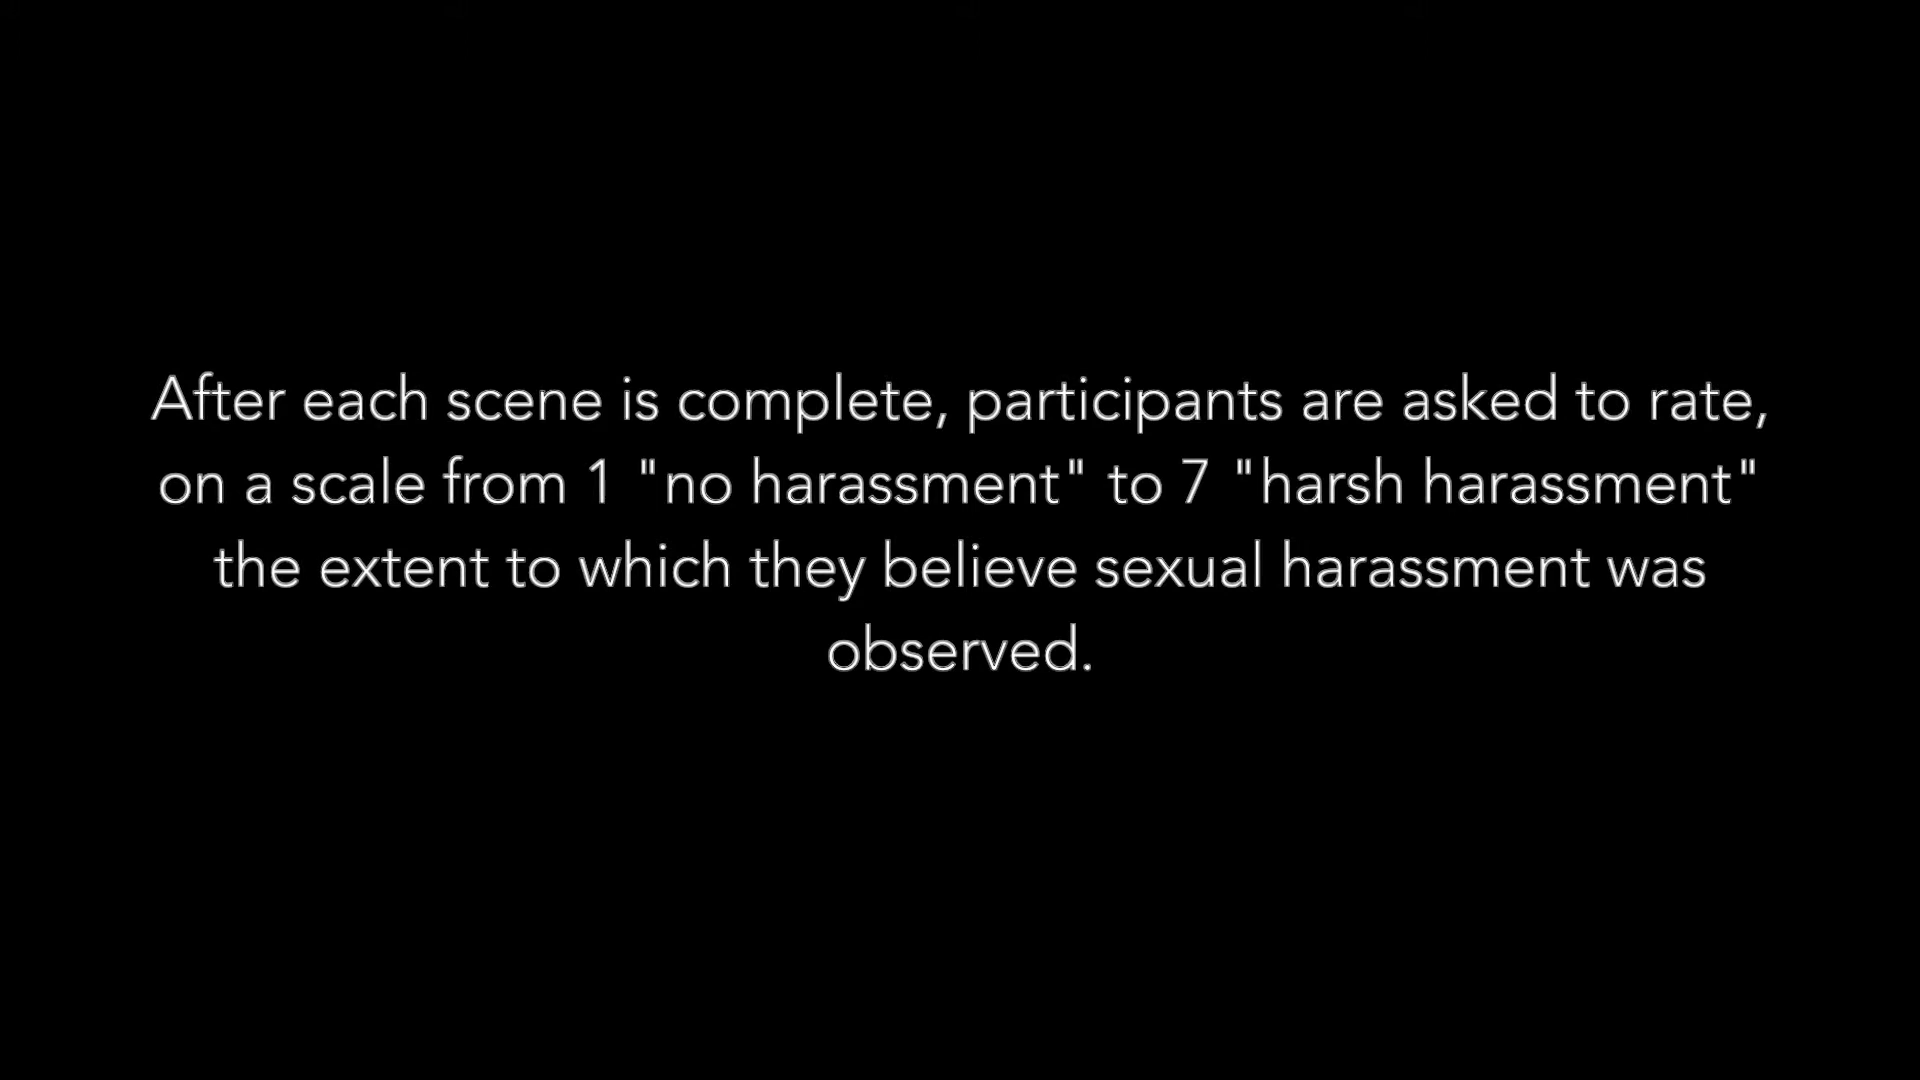 After each scene is complete, participants are asked to rate,
on a scale from 1 "no harassment" to 7 "harsh harassment"
the extent to which they believe sexual harassment was
observed.